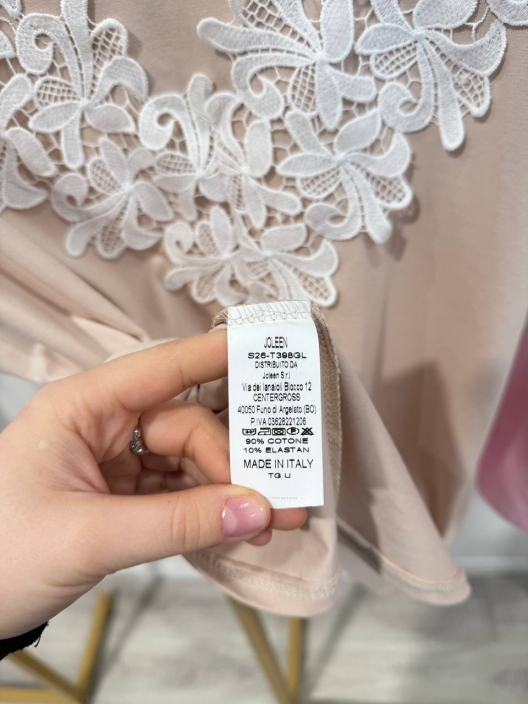 JOLEEN
S26-T398GL
DISTRIBUITO DA
Joleen S.r.l
Via dei lanaioli Blocco 12
CENTERGROSS
40050 Funo di Argelato (BO)
P.IVA 03628221206
90% COTONE
10% ELASTAN
MADE IN ITALY
TG.U